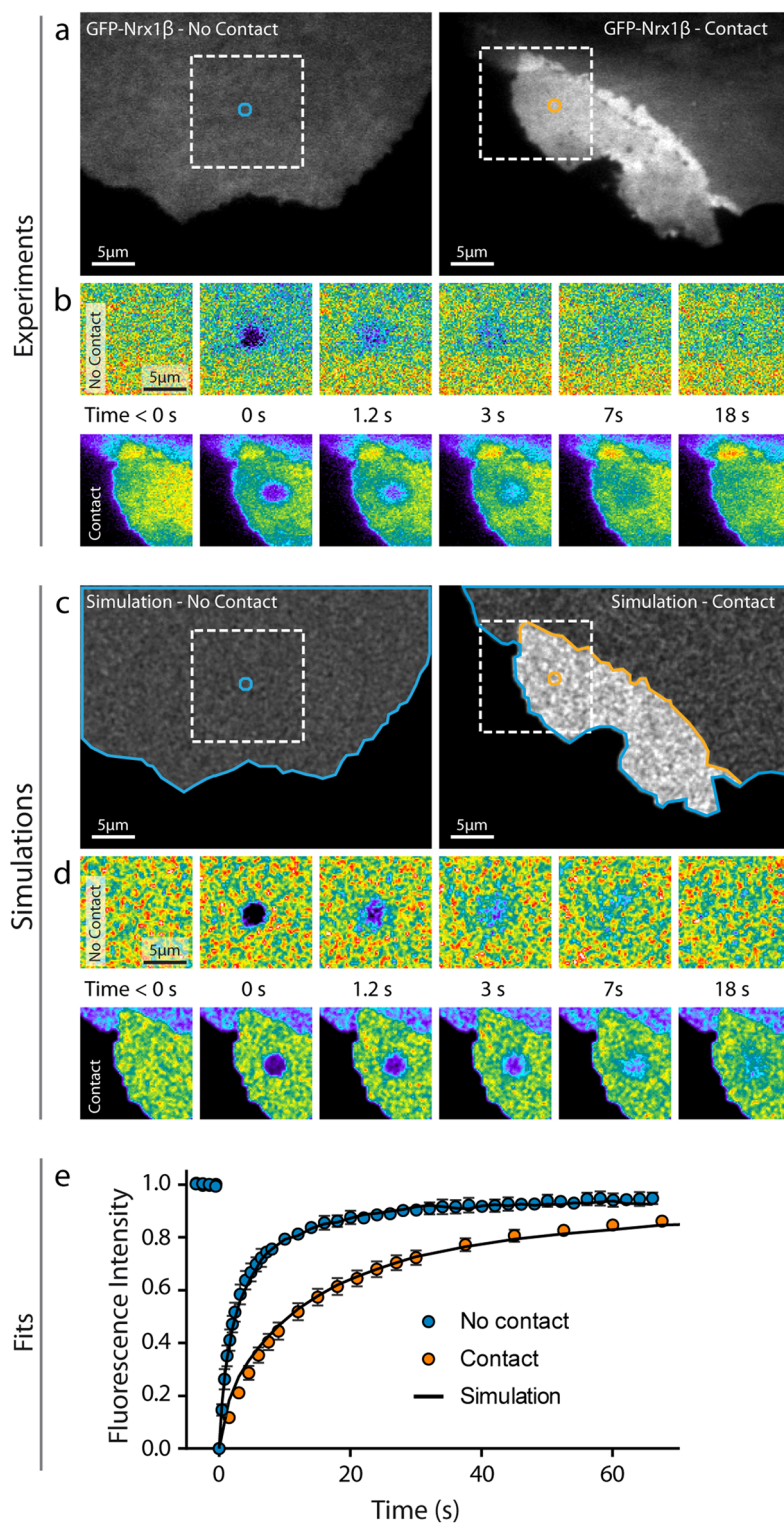 a
GFP-Nrx1β - No Contact
GFP-Nrx1β - Contact
5µm
5µm
Experiments
b
No Contact
5µm
Time < 0 s
0 s
1.2 s
3 s
7s
18 s
Contact
c
Simulation - No Contact
Simulation - Contact
5µm
5µm
Simulations
d
No Contact
5µm
Time < 0 s
0 s
1.2 s
3 s
7s
18 s
Contact
e
Fits
Fluorescence Intensity
1.0
0.8
0.6
0.4
0.2
0.0
No contact
Contact
Simulation
0
20
40
60
Time (s)